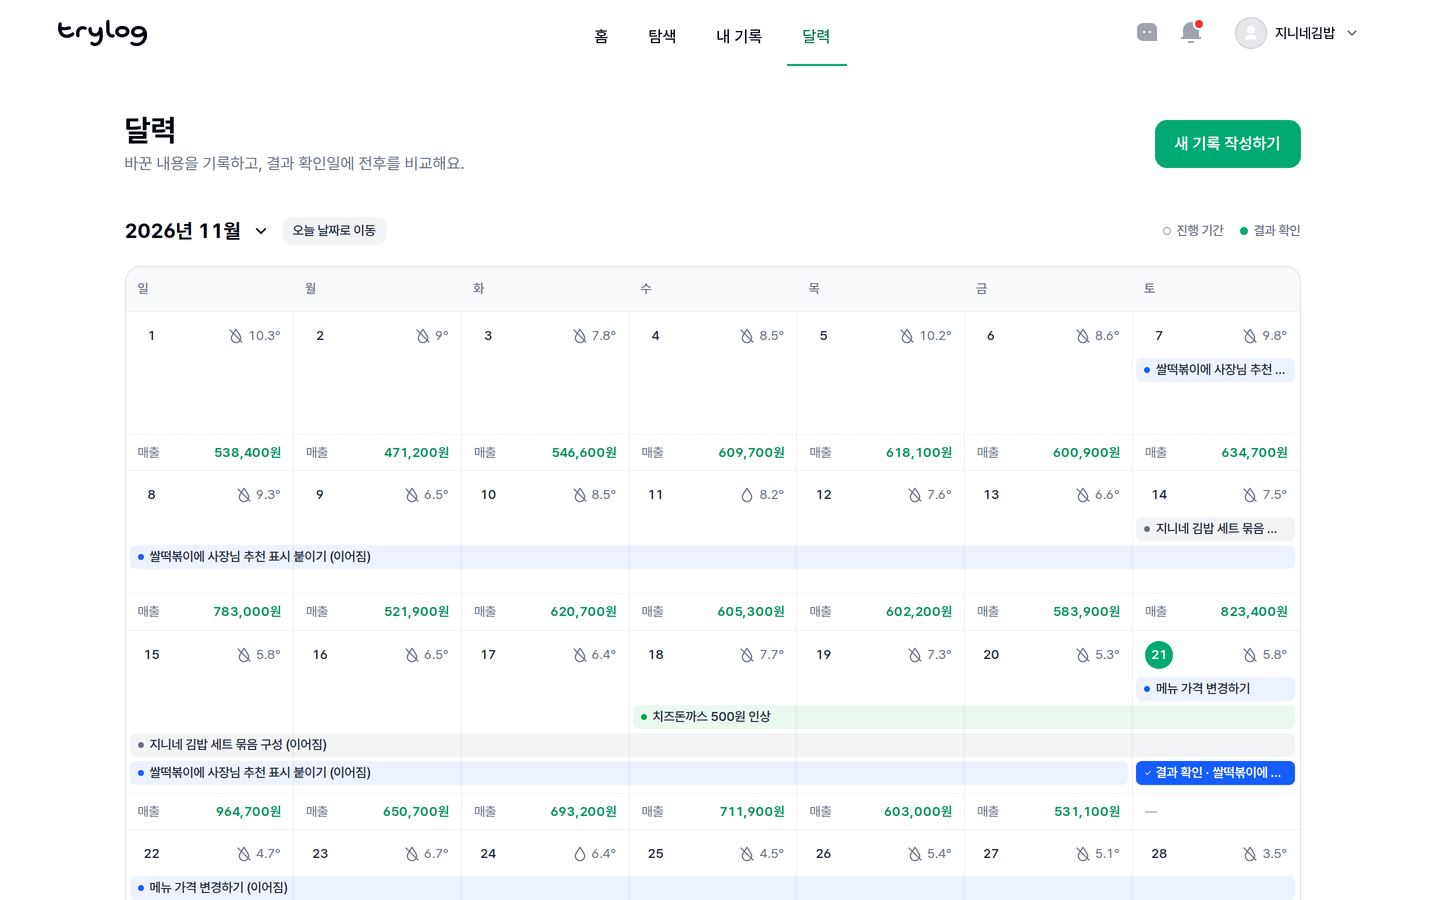 trylog
홈 탐색 내 기록 달력
지니네김밥
달력
바꾼 내용을 기록하고, 결과 확인일에 전후를 비교해요.
새 기록 작성하기
2026년 11월 오늘 날짜로 이동
진행 기간 결과 확인
일 월 화 수 목 금 토
1 10.3° 2 9° 3 7.8° 4 8.5° 5 10.2° 6 8.6° 7 9.8°
쌀떡볶이에 사장님 추천 ...
매출 538,400원 매출 471,200원 매출 546,600원 매출 609,700원 매출 618,100원 매출 600,900원 매출 634,700원
8 9.3° 9 6.5° 10 8.5° 11 8.2° 12 7.6° 13 6.6° 14 7.5°
지니네 김밥 세트 묶음 ...
쌀떡볶이에 사장님 추천 표시 붙이기 (이어짐)
매출 783,000원 매출 521,900원 매출 620,700원 매출 605,300원 매출 602,200원 매출 583,900원 매출 823,400원
15 5.8° 16 6.5° 17 6.4° 18 7.7° 19 7.3° 20 5.3° 21 5.8°
메뉴 가격 변경하기
치즈돈까스 500원 인상
지니네 김밥 세트 묶음 구성 (이어짐)
쌀떡볶이에 사장님 추천 표시 붙이기 (이어짐) 결과 확인 · 쌀떡볶이에 ...
매출 964,700원 매출 650,700원 매출 693,200원 매출 711,900원 매출 603,000원 매출 531,100원 —
22 4.7° 23 6.7° 24 6.4° 25 4.5° 26 5.4° 27 5.1° 28 3.5°
메뉴 가격 변경하기 (이어짐)